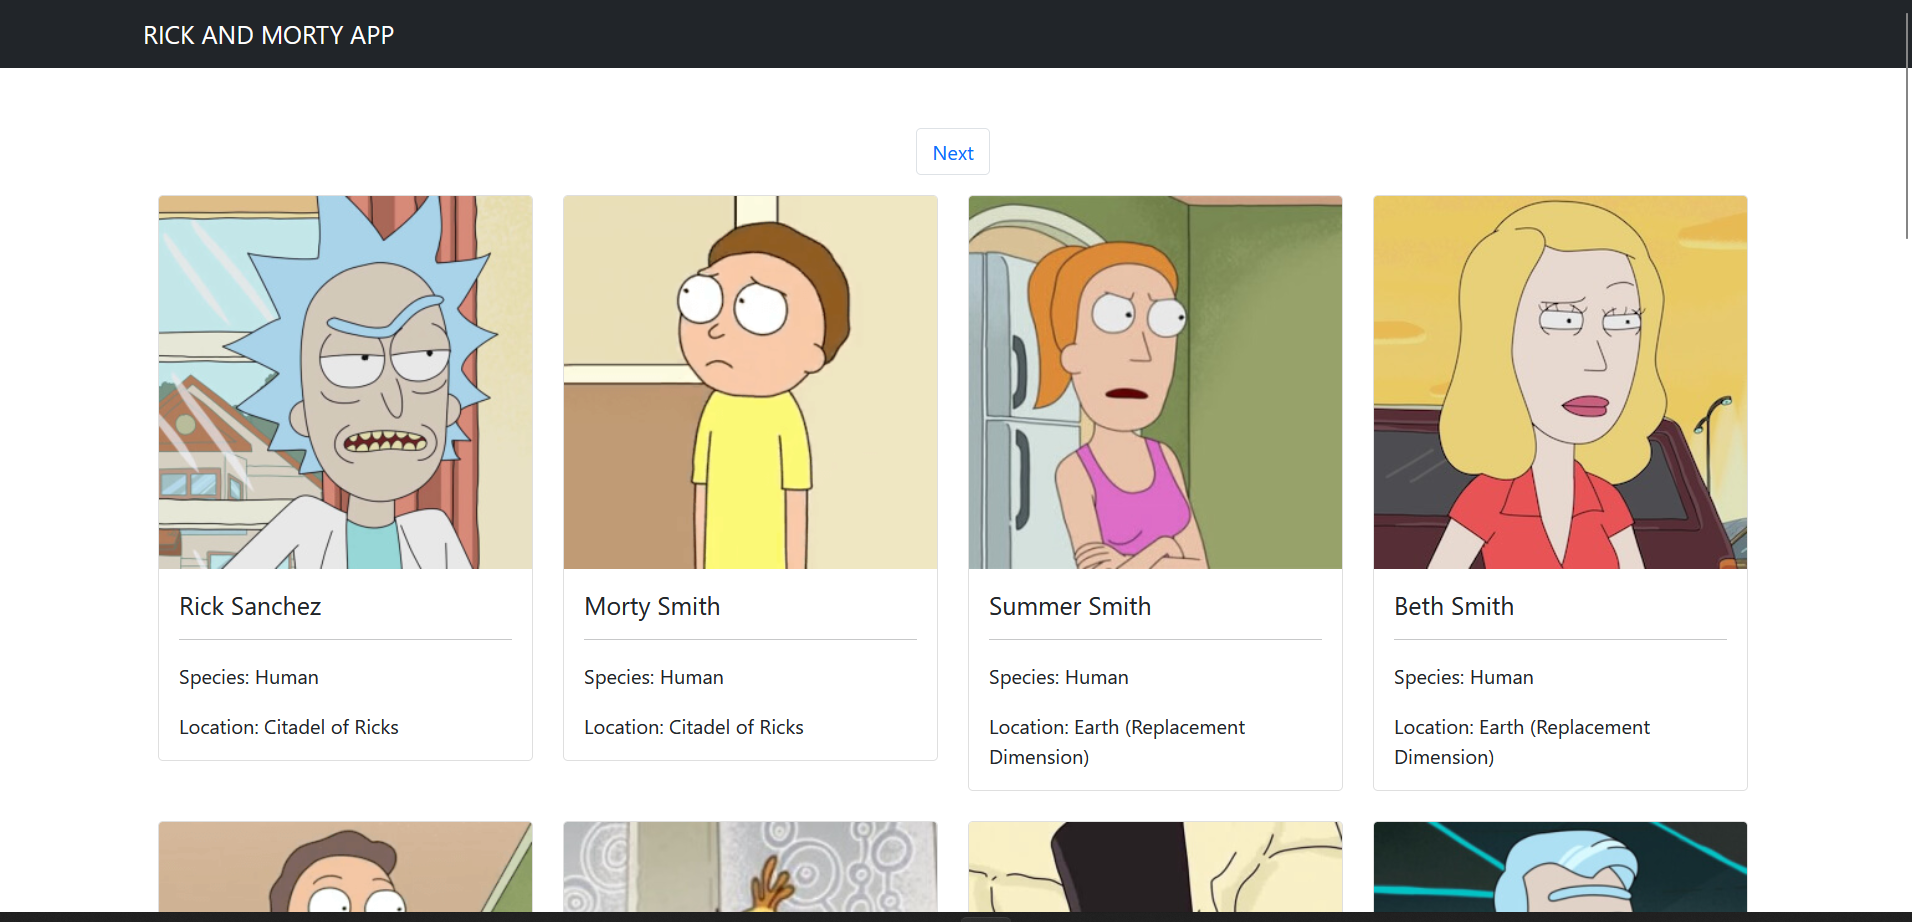 RICK AND MORTY APP
Next
Rick Sanchez
Species: Human
Location: Citadel of Ricks
Morty Smith
Species: Human
Location: Citadel of Ricks
Summer Smith
Species: Human
Location: Earth (Replacement
Dimension)
Beth Smith
Species: Human
Location: Earth (Replacement
Dimension)